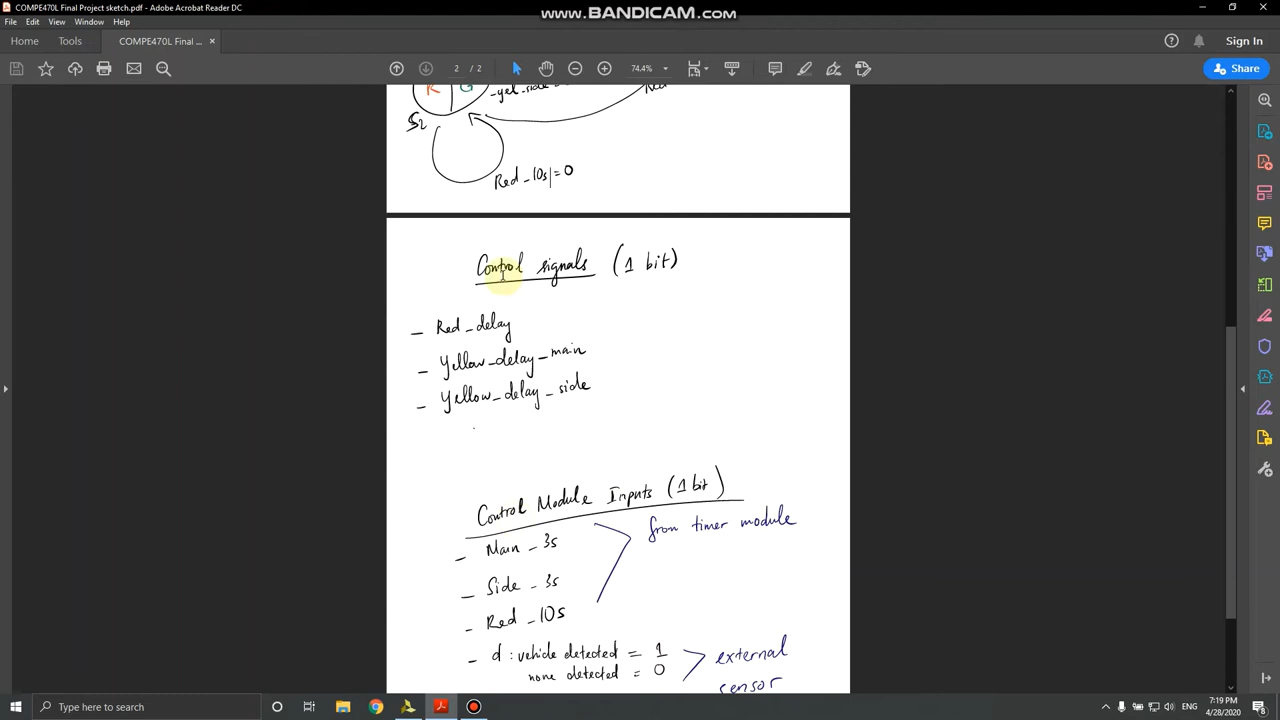 COMPE470L Final Project sketch.pdf - Adobe Acrobat Reader DC
www.BANDICAM.com
File Edit View Window Help
Home Tools COMPE470L Final ... × Sign In
2 / 2 74.4% Share
R G
S2
Red_10s = 0
Control signals (1 bit)
- Red_delay
- Yellow_delay_main
- Yellow_delay_side
Control Module Inputs (1 bit)
from timer module
- Main_3s
- Side_3s
- Red_10s
- d : vehicle detected = 1
none detected = 0
external
sensor
Type here to search
7:19 PM
4/28/2020